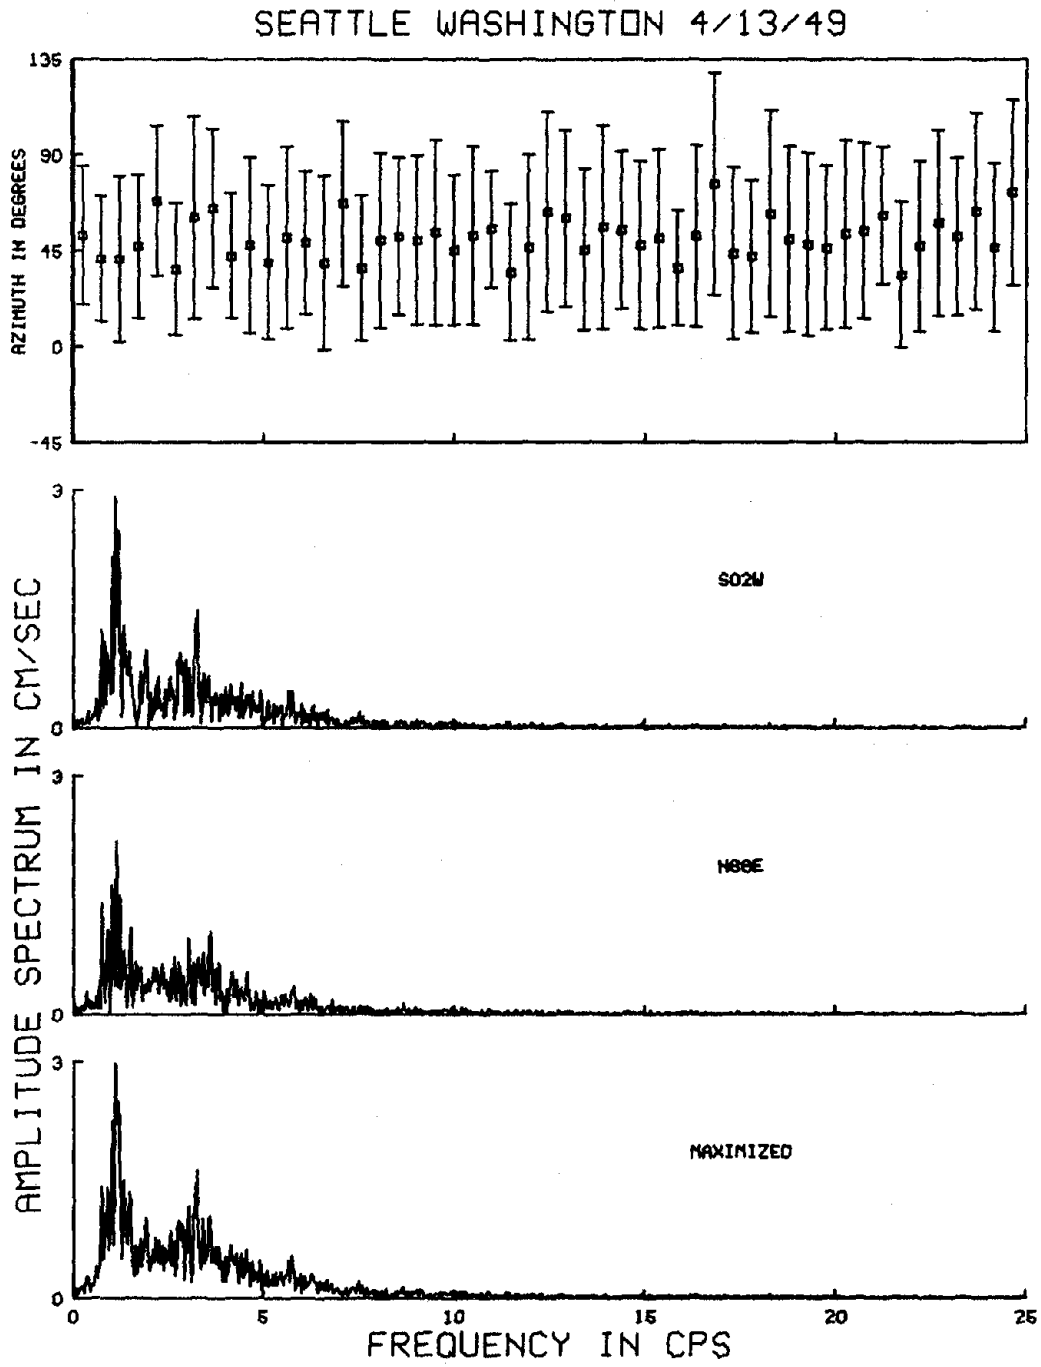 SEATTLE WASHINGTON 4/13/49
135
90
45
0
-45
AZIMUTH IN DEGREES
3
0
S02W
3
0
N88E
3
0
MAXIMIZED
AMPLITUDE SPECTRUM IN CM/SEC
0 5 10 15 20 25
FREQUENCY IN CPS